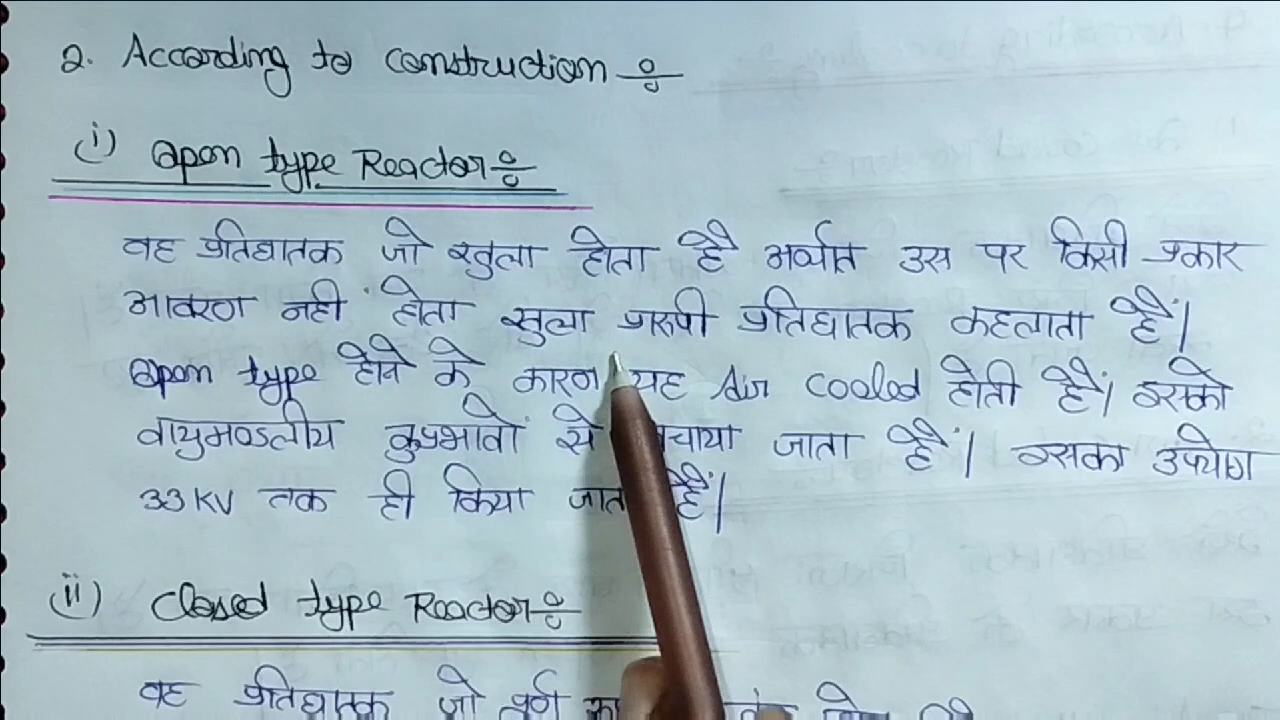 2. According to construction ÷
(i) Open type Reactor ÷
वह प्रतिघातक जो खुला होता है अर्थात उस पर किसी प्रकार
आवरण नही होता खुला प्ररूपी प्रतिघातक कहलाता है।
Open type होने के कारण यह Air cooled होती है। इसको
वायुमण्डलीय कुप्रभावों से बचाया जाता है। इसका उपयोग
33 KV तक ही किया जाता है।
(ii) Closed type Reactor ÷
वह प्रतिघातक जो पूर्ण